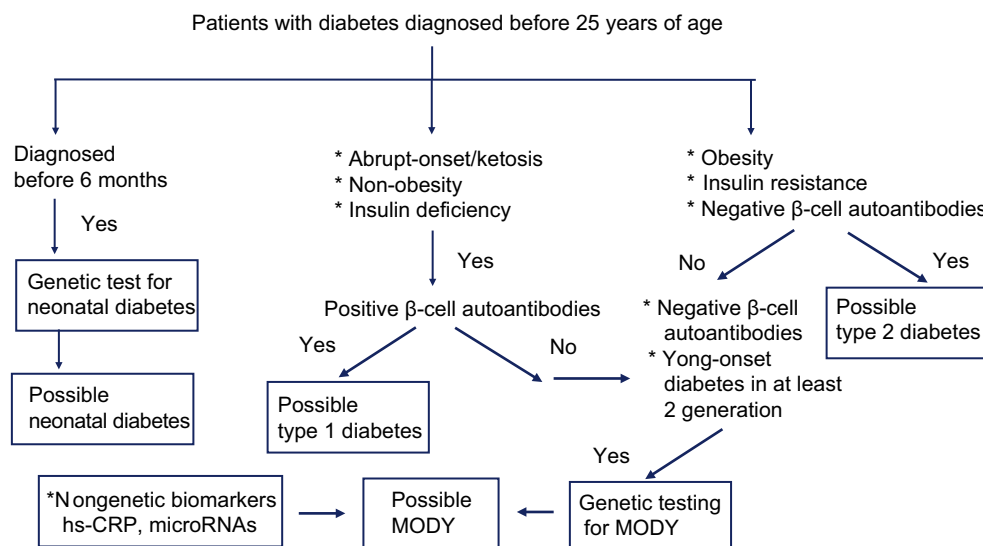 Patients with diabetes diagnosed before 25 years of age
Diagnosed
before 6 months
Yes
Genetic test for
neonatal diabetes
Possible
neonatal diabetes
* Abrupt-onset/ketosis
* Non-obesity
* Insulin deficiency
Yes
Positive β-cell autoantibodies
Yes
No
Possible
type 1 diabetes
* Obesity
* Insulin resistance
* Negative β-cell autoantibodies
No
Yes
Possible
type 2 diabetes
* Negative β-cell
autoantibodies
* Yong-onset
diabetes in at least
2 generation
Yes
*Nongenetic biomarkers
hs-CRP, microRNAs
Possible
MODY
Genetic testing
for MODY